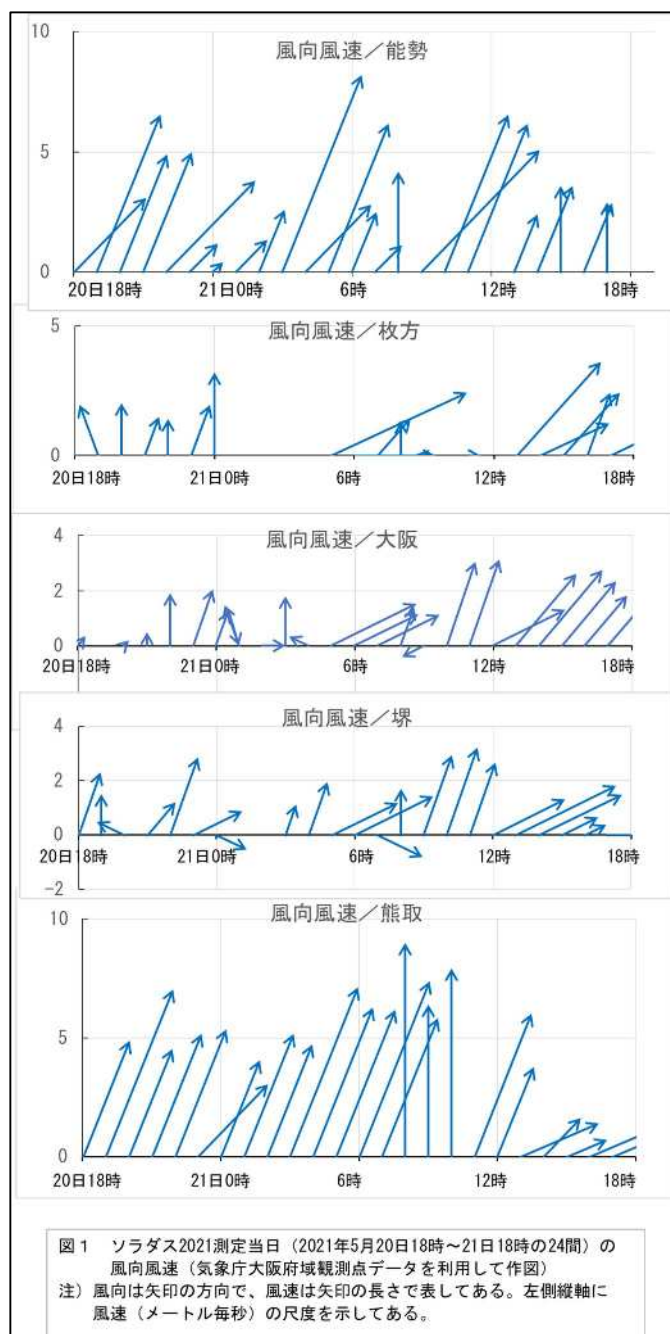 風向風速／能勢
10
5
0
20日18時 21日0時 6時 12時 18時
風向風速／枚方
5
0
20日18時 21日0時 6時 12時 18時
風向風速／大阪
4
2
0
20日18時 21日0時 6時 12時 18時
風向風速／堺
4
2
0
-2
20日18時 21日0時 6時 12時 18時
風向風速／熊取
10
5
0
20日18時 21日0時 6時 12時 18時
図1 ソラダス2021測定当日（2021年5月20日18時～21日18時の24間）の
風向風速（気象庁大阪府域観測点データを利用して作図）
注）風向は矢印の方向で、風速は矢印の長さで表してある。左側縦軸に
風速（メートル毎秒）の尺度を示してある。